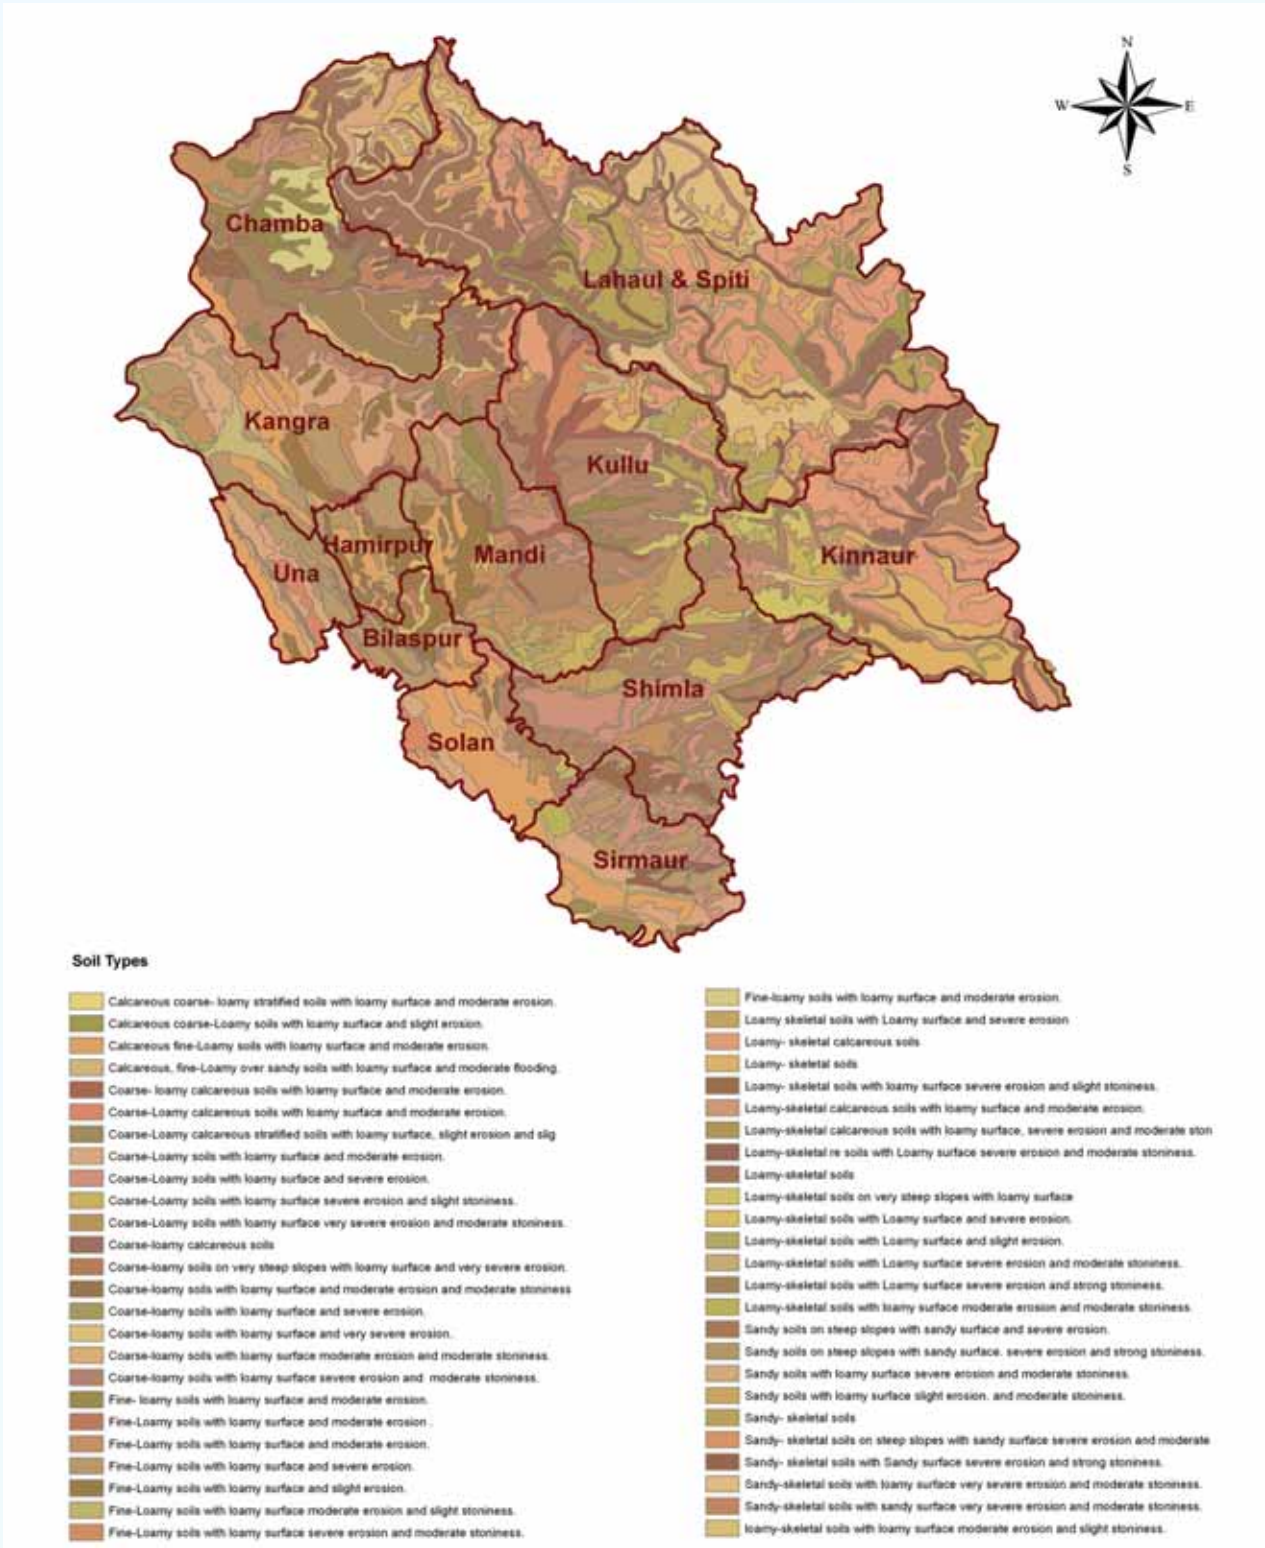 N
W E
S
Chamba
Lahaul & Spiti
Kangra
Kullu
Hamirpur
Mandi
Kinnaur
Una
Bilaspur
Shimla
Solan
Sirmaur
Soil Types
Calcareous coarse- loamy stratified soils with loamy surface and moderate erosion.
Calcareous coarse-Loamy soils with loamy surface and slight erosion.
Calcareous fine-Loamy soils with loamy surface and moderate erosion.
Calcareous, fine-Loamy over sandy soils with loamy surface and moderate flooding.
Coarse- loamy calcareous soils with loamy surface and moderate erosion.
Coarse-Loamy calcareous soils with loamy surface and moderate erosion.
Coarse-Loamy calcareous stratified soils with loamy surface, slight erosion and slig
Coarse-Loamy soils with loamy surface and moderate erosion.
Coarse-Loamy soils with loamy surface and severe erosion.
Coarse-Loamy soils with loamy surface severe erosion and slight stoniness.
Coarse-Loamy soils with loamy surface very severe erosion and moderate stoniness.
Coarse-loamy calcareous soils
Coarse-loamy soils on very steep slopes with loamy surface and very severe erosion.
Coarse-loamy soils with loamy surface and moderate erosion and moderate stoniness
Coarse-loamy soils with loamy surface and severe erosion.
Coarse-loamy soils with loamy surface and very severe erosion.
Coarse-loamy soils with loamy surface moderate erosion and moderate stoniness.
Coarse-loamy soils with loamy surface severe erosion and moderate stoniness.
Fine- loamy soils with loamy surface and moderate erosion.
Fine-Loamy soils with loamy surface and moderate erosion .
Fine-Loamy soils with loamy surface and moderate erosion.
Fine-Loamy soils with loamy surface and severe erosion.
Fine-Loamy soils with loamy surface and slight erosion.
Fine-Loamy soils with loamy surface moderate erosion and slight stoniness.
Fine-Loamy soils with loamy surface severe erosion and moderate stoniness.
Fine-loamy soils with loamy surface and moderate erosion.
Loamy skeletal soils with Loamy surface and severe erosion
Loamy- skeletal calcareous soils
Loamy- skeletal soils
Loamy- skeletal soils with loamy surface severe erosion and slight stoniness.
Loamy-skeletal calcareous soils with loamy surface and moderate erosion.
Loamy-skeletal calcareous soils with loamy surface, severe erosion and moderate ston
Loamy-skeletal re soils with Loamy surface severe erosion and moderate stoniness.
Loamy-skeletal soils
Loamy-skeletal soils on very steep slopes with loamy surface
Loamy-skeletal soils with Loamy surface and severe erosion.
Loamy-skeletal soils with Loamy surface and slight erosion.
Loamy-skeletal soils with Loamy surface severe erosion and moderate stoniness.
Loamy-skeletal soils with Loamy surface severe erosion and strong stoniness.
Loamy-skeletal soils with loamy surface moderate erosion and moderate stoniness.
Sandy soils on steep slopes with sandy surface and severe erosion.
Sandy soils on steep slopes with sandy surface. severe erosion and strong stoniness.
Sandy soils with loamy surface severe erosion and moderate stoniness.
Sandy soils with loamy surface slight erosion. and moderate stoniness.
Sandy- skeletal soils
Sandy- skeletal soils on steep slopes with sandy surface severe erosion and moderate
Sandy- skeletal soils with Sandy surface severe erosion and strong stoniness.
Sandy-skeletal soils with loamy surface very severe erosion and moderate stoniness.
Sandy-skeletal soils with sandy surface very severe erosion and moderate stoniness.
loamy-skeletal soils with loamy surface moderate erosion and slight stoniness.